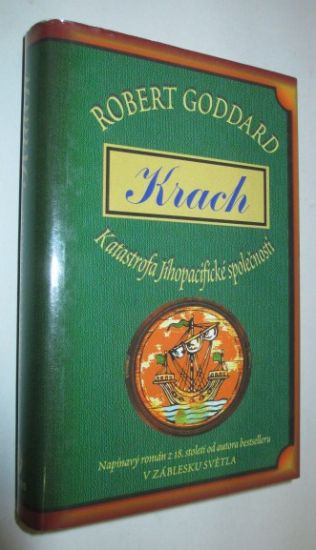 ROBERT GODDARD
Krach
Katastrofa Jihopacifické společnosti
Napínavý román z 18. století od autora bestselleru
V ZÁBLESKU SVĚTLA